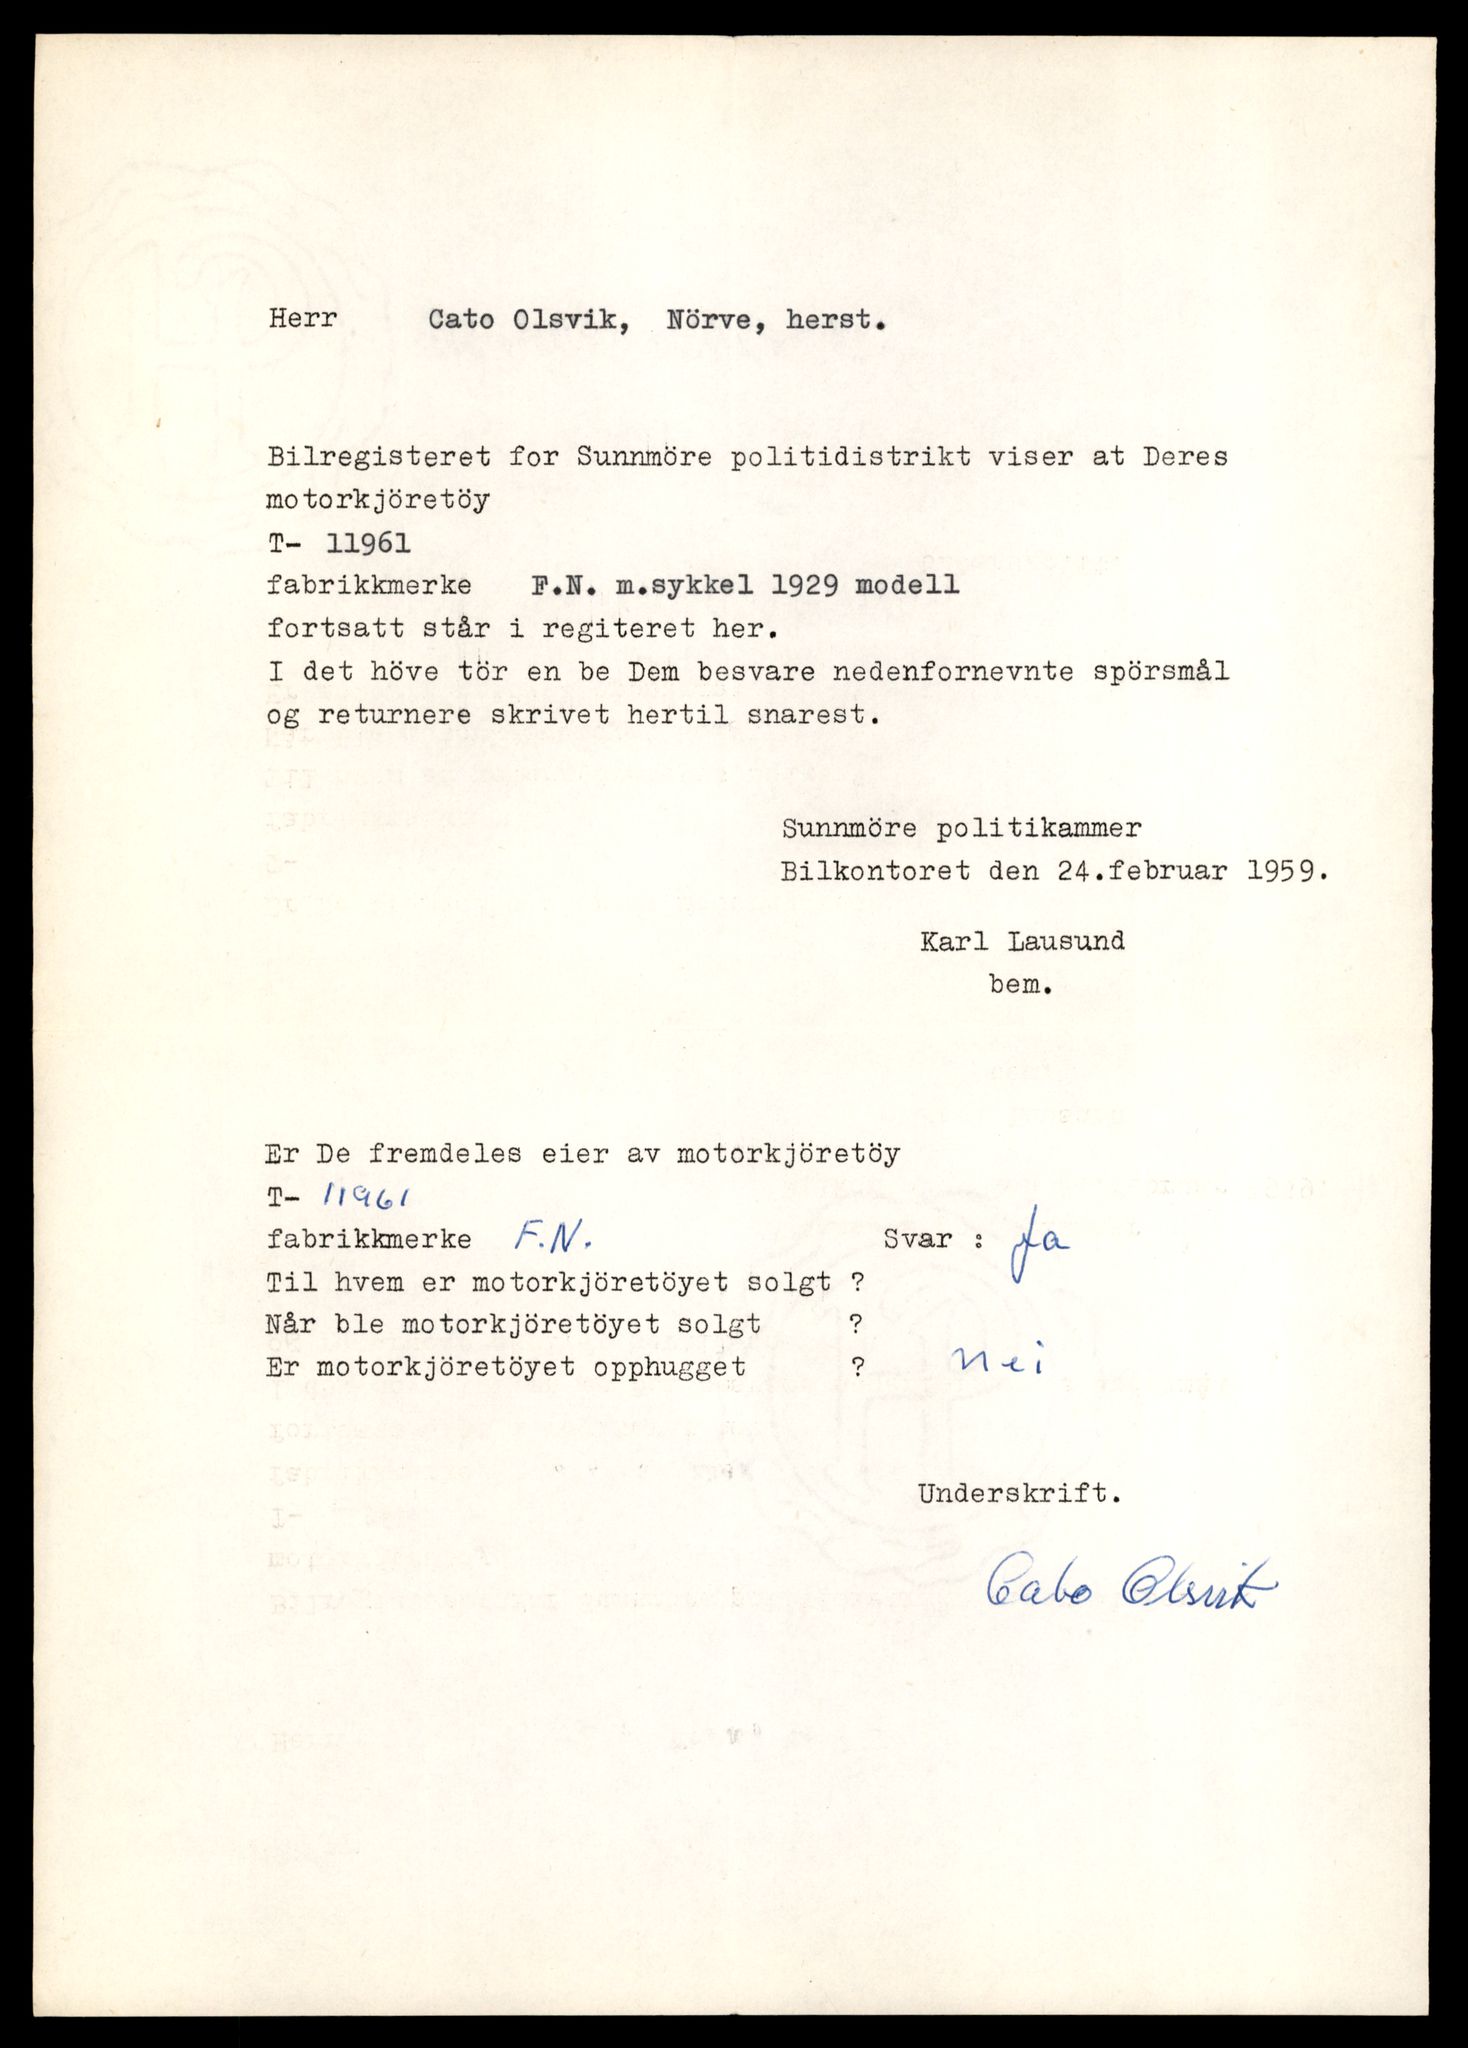 Herr Cato Olsvik, Nörve, herst.
Bilregisteret for Sunnmöre politidistrikt viser at Deres
motorkjöretöy
T- 11961
fabrikkmerke F.N. m.sykkel 1929 modell
fortsatt står i regiteret her.
I det höve tör en be Dem besvare nedenfornevnte spörsmål
og returnere skrivet hertil snarest.
Sunnmöre politikammer
Bilkontoret den 24.februar 1959.
Karl Lausund
bem.
Er De fremdeles eier av motorkjöretöy
T- 11961
fabrikkmerke F.N. Svar : Ja
Til hvem er motorkjöretöyet solgt ?
Når ble motorkjöretöyet solgt ?
Er motorkjöretöyet opphugget ? Nei
Underskrift.
Cato Olsvik